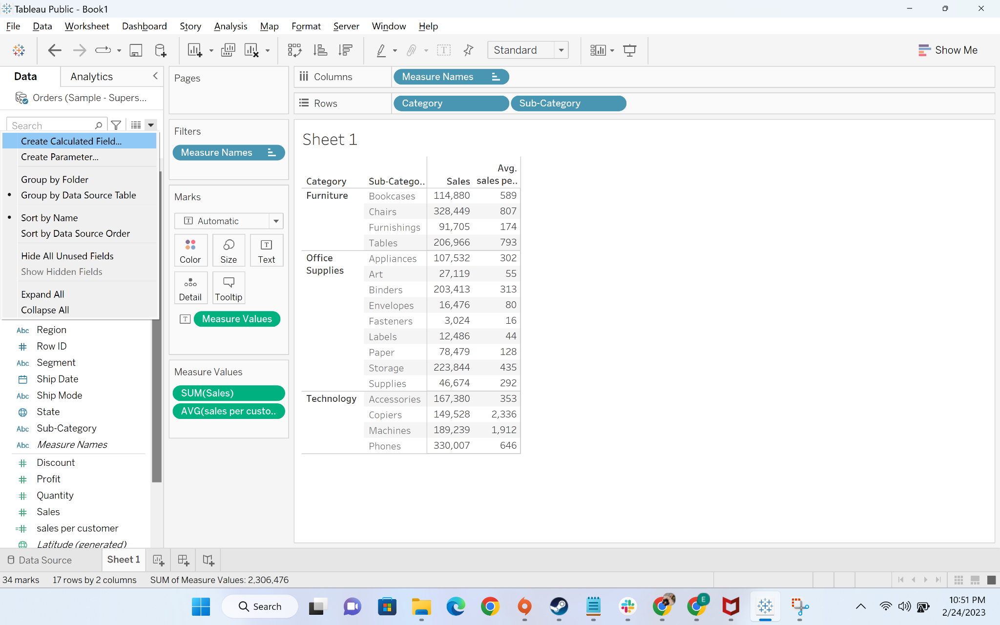 Tableau Public - Book1
File Data Worksheet Dashboard Story Analysis Map Format Server Window Help
Standard
Show Me
Data Analytics
Orders (Sample - Supers...
Search
Create Calculated Field...
Create Parameter...
Group by Folder
Group by Data Source Table
Sort by Name
Sort by Data Source Order
Hide All Unused Fields
Show Hidden Fields
Expand All
Collapse All
Abc Region
Row ID
Abc Segment
Ship Date
Abc Ship Mode
State
Abc Sub-Category
Abc Measure Names
Discount
Profit
Quantity
Sales
sales per customer
Latitude (generated)
Pages
Filters
Measure Names
Marks
Automatic
Color Size Text
Detail Tooltip
Measure Values
Measure Values
SUM(Sales)
AVG(sales per custo..
Columns Measure Names
Rows Category Sub-Category
Sheet 1
Avg.
Category Sub-Catego.. Sales sales pe..
Furniture Bookcases 114,880 589
Chairs 328,449 807
Furnishings 91,705 174
Tables 206,966 793
Office Appliances 107,532 302
Supplies Art 27,119 55
Binders 203,413 313
Envelopes 16,476 80
Fasteners 3,024 16
Labels 12,486 44
Paper 78,479 128
Storage 223,844 435
Supplies 46,674 292
Technology Accessories 167,380 353
Copiers 149,528 2,336
Machines 189,239 1,912
Phones 330,007 646
Data Source Sheet 1
34 marks 17 rows by 2 columns SUM of Measure Values: 2,306,476
Search
E
10:51 PM
2/24/2023